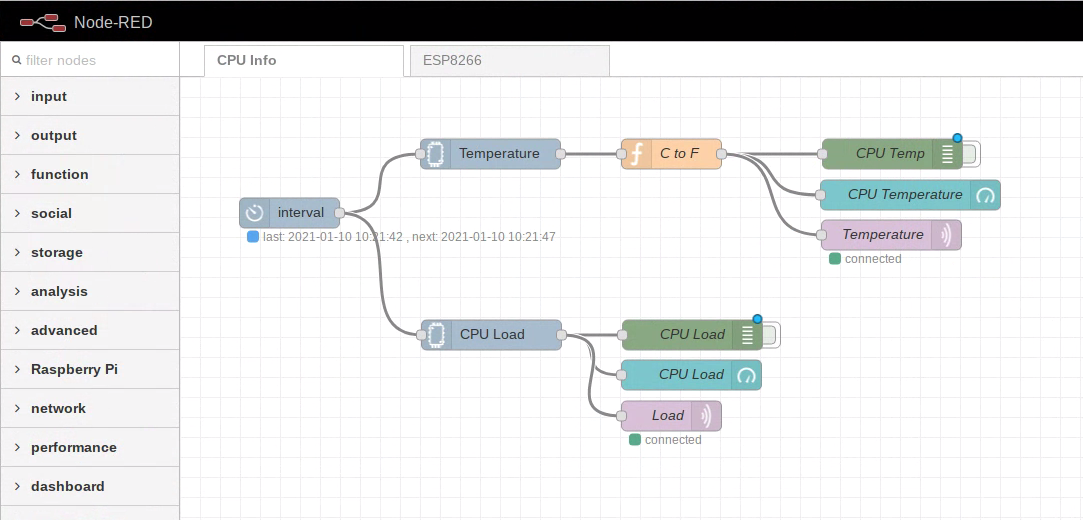 Node-RED
filter nodes
CPU Info
ESP8266
input
output
function
social
storage
analysis
advanced
Raspberry Pi
network
performance
dashboard
Temperature
C to F
CPU Temp
CPU Temperature
Temperature
connected
interval
last: 2021-01-10 10:21:42 , next: 2021-01-10 10:21:47
CPU Load
CPU Load
CPU Load
Load
connected